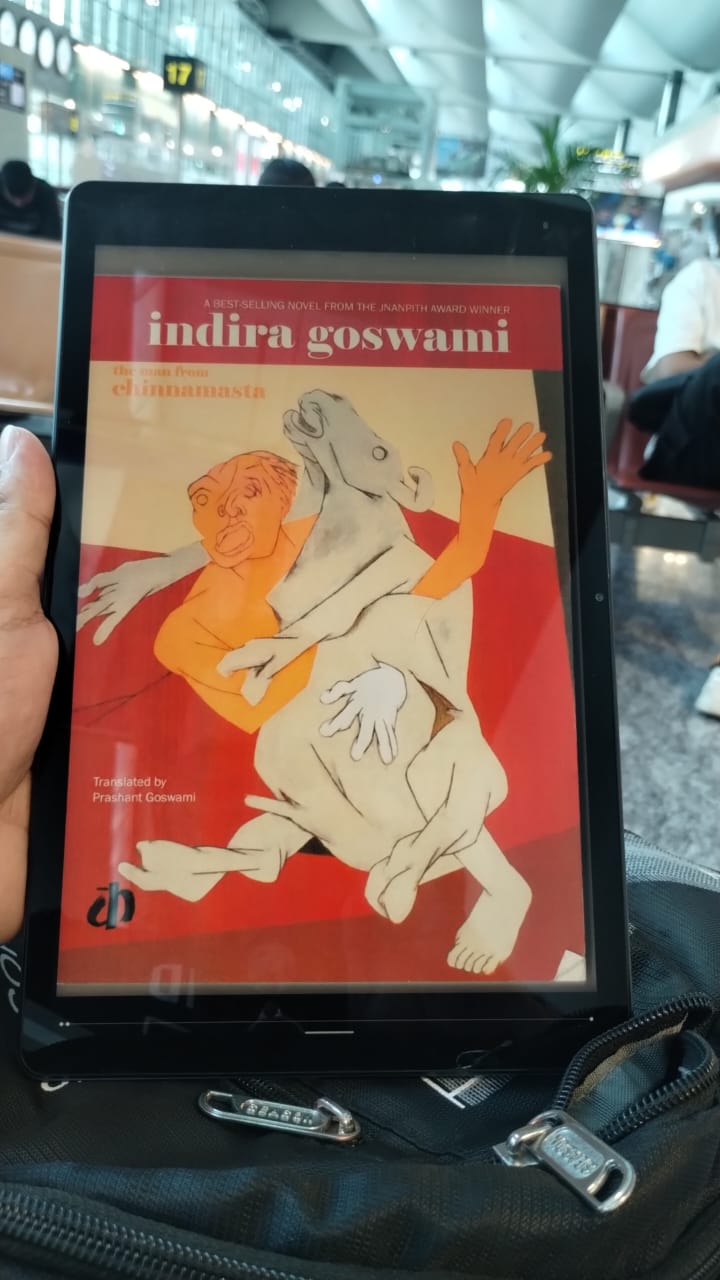 17
A BEST-SELLING NOVEL FROM THE JNANPITH AWARD WINNER
indira goswami
the man from
chinnamasta
Translated by
Prashant Goswami